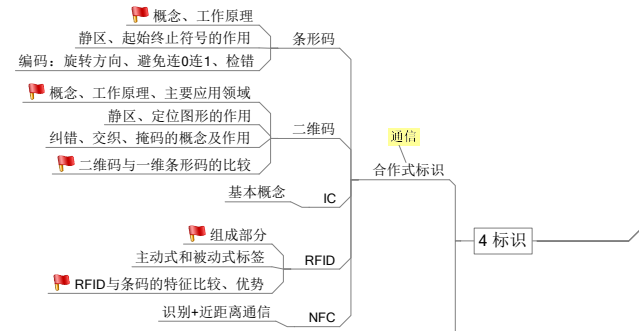 概念、工作原理
静区、起始终止符号的作用
条形码
编码：旋转方向、避免连0连1、检错
概念、工作原理、主要应用领域
静区、定位图形的作用
二维码
纠错、交织、掩码的概念及作用
二维码与一维条形码的比较
通信
合作式标识
基本概念
IC
4 标识
组成部分
主动式和被动式标签
RFID
RFID与条码的特征比较、优势
识别+近距离通信
NFC